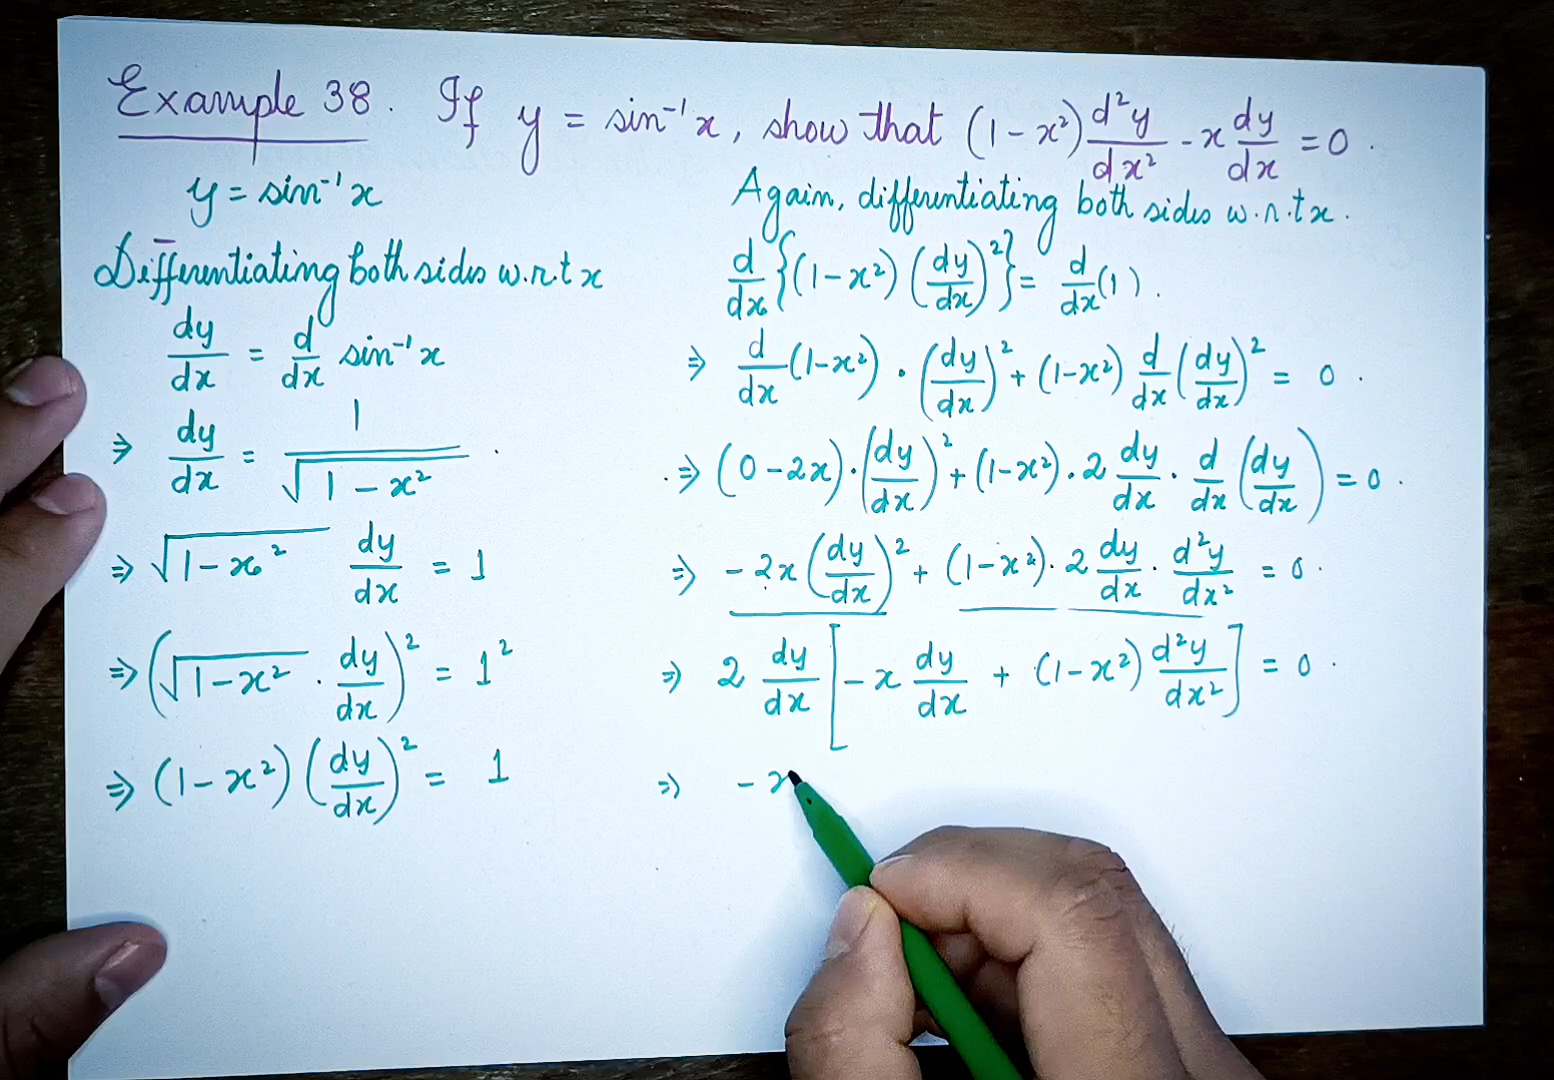 Example 38. If y = sin⁻¹x, show that (1-x²) d²y/dx² - x dy/dx = 0.
y = sin⁻¹x
Differentiating both sides w.r.t x
dy/dx = d/dx sin⁻¹x
⇒ dy/dx = 1/√(1-x²).
⇒ √(1-x²) dy/dx = 1
⇒ (√(1-x²) · dy/dx)² = 1²
⇒ (1-x²) (dy/dx)² = 1
Again, differentiating both sides w.r.t x.
d/dx {(1-x²) (dy/dx)²} = d/dx (1).
⇒ d/dx (1-x²) · (dy/dx)² + (1-x²) d/dx (dy/dx)² = 0.
⇒ (0-2x) · (dy/dx)² + (1-x²) · 2 dy/dx · d/dx (dy/dx) = 0.
⇒ -2x (dy/dx)² + (1-x²) · 2 dy/dx · d²y/dx² = 0.
⇒ 2 dy/dx [-x dy/dx + (1-x²) d²y/dx²] = 0.
⇒ -x